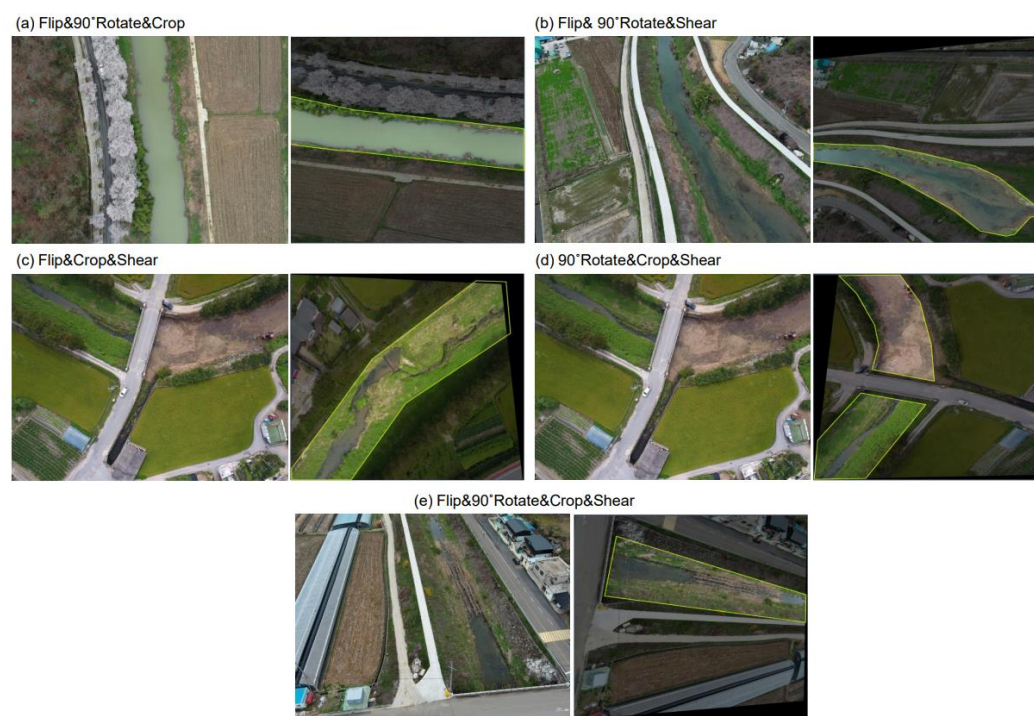 (a) Flip&90˚Rotate&Crop
(b) Flip& 90˚Rotate&Shear
(c) Flip&Crop&Shear
(d) 90˚Rotate&Crop&Shear
(e) Flip&90˚Rotate&Crop&Shear